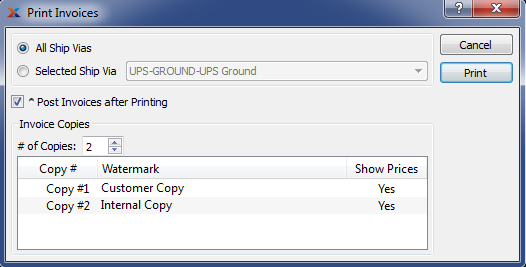 Print Invoices
All Ship Vias
Cancel
Selected Ship Via UPS-GROUND-UPS Ground
Print
^ Post Invoices after Printing
Invoice Copies
# of Copies: 2
Copy # Watermark Show Prices
Copy #1 Customer Copy Yes
Copy #2 Internal Copy Yes